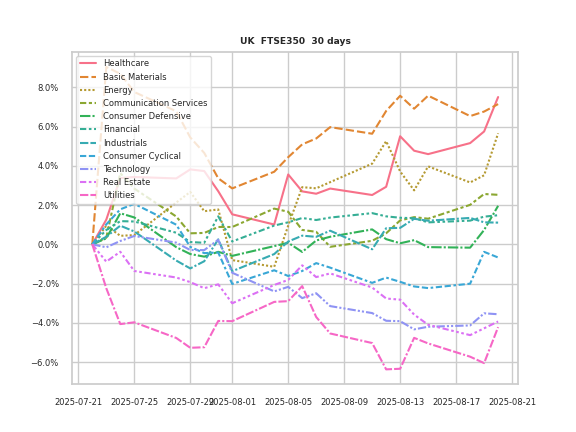 UK  FTSE350  30 days
Healthcare
Basic Materials
Energy
Communication Services
Consumer Defensive
Financial
Industrials
Consumer Cyclical
Technology
Real Estate
Utilities
8.0%
6.0%
4.0%
2.0%
0.0%
−2.0%
−4.0%
−6.0%
2025-07-21 2025-07-25 2025-07-29 2025-08-01 2025-08-05 2025-08-09 2025-08-13 2025-08-17 2025-08-21